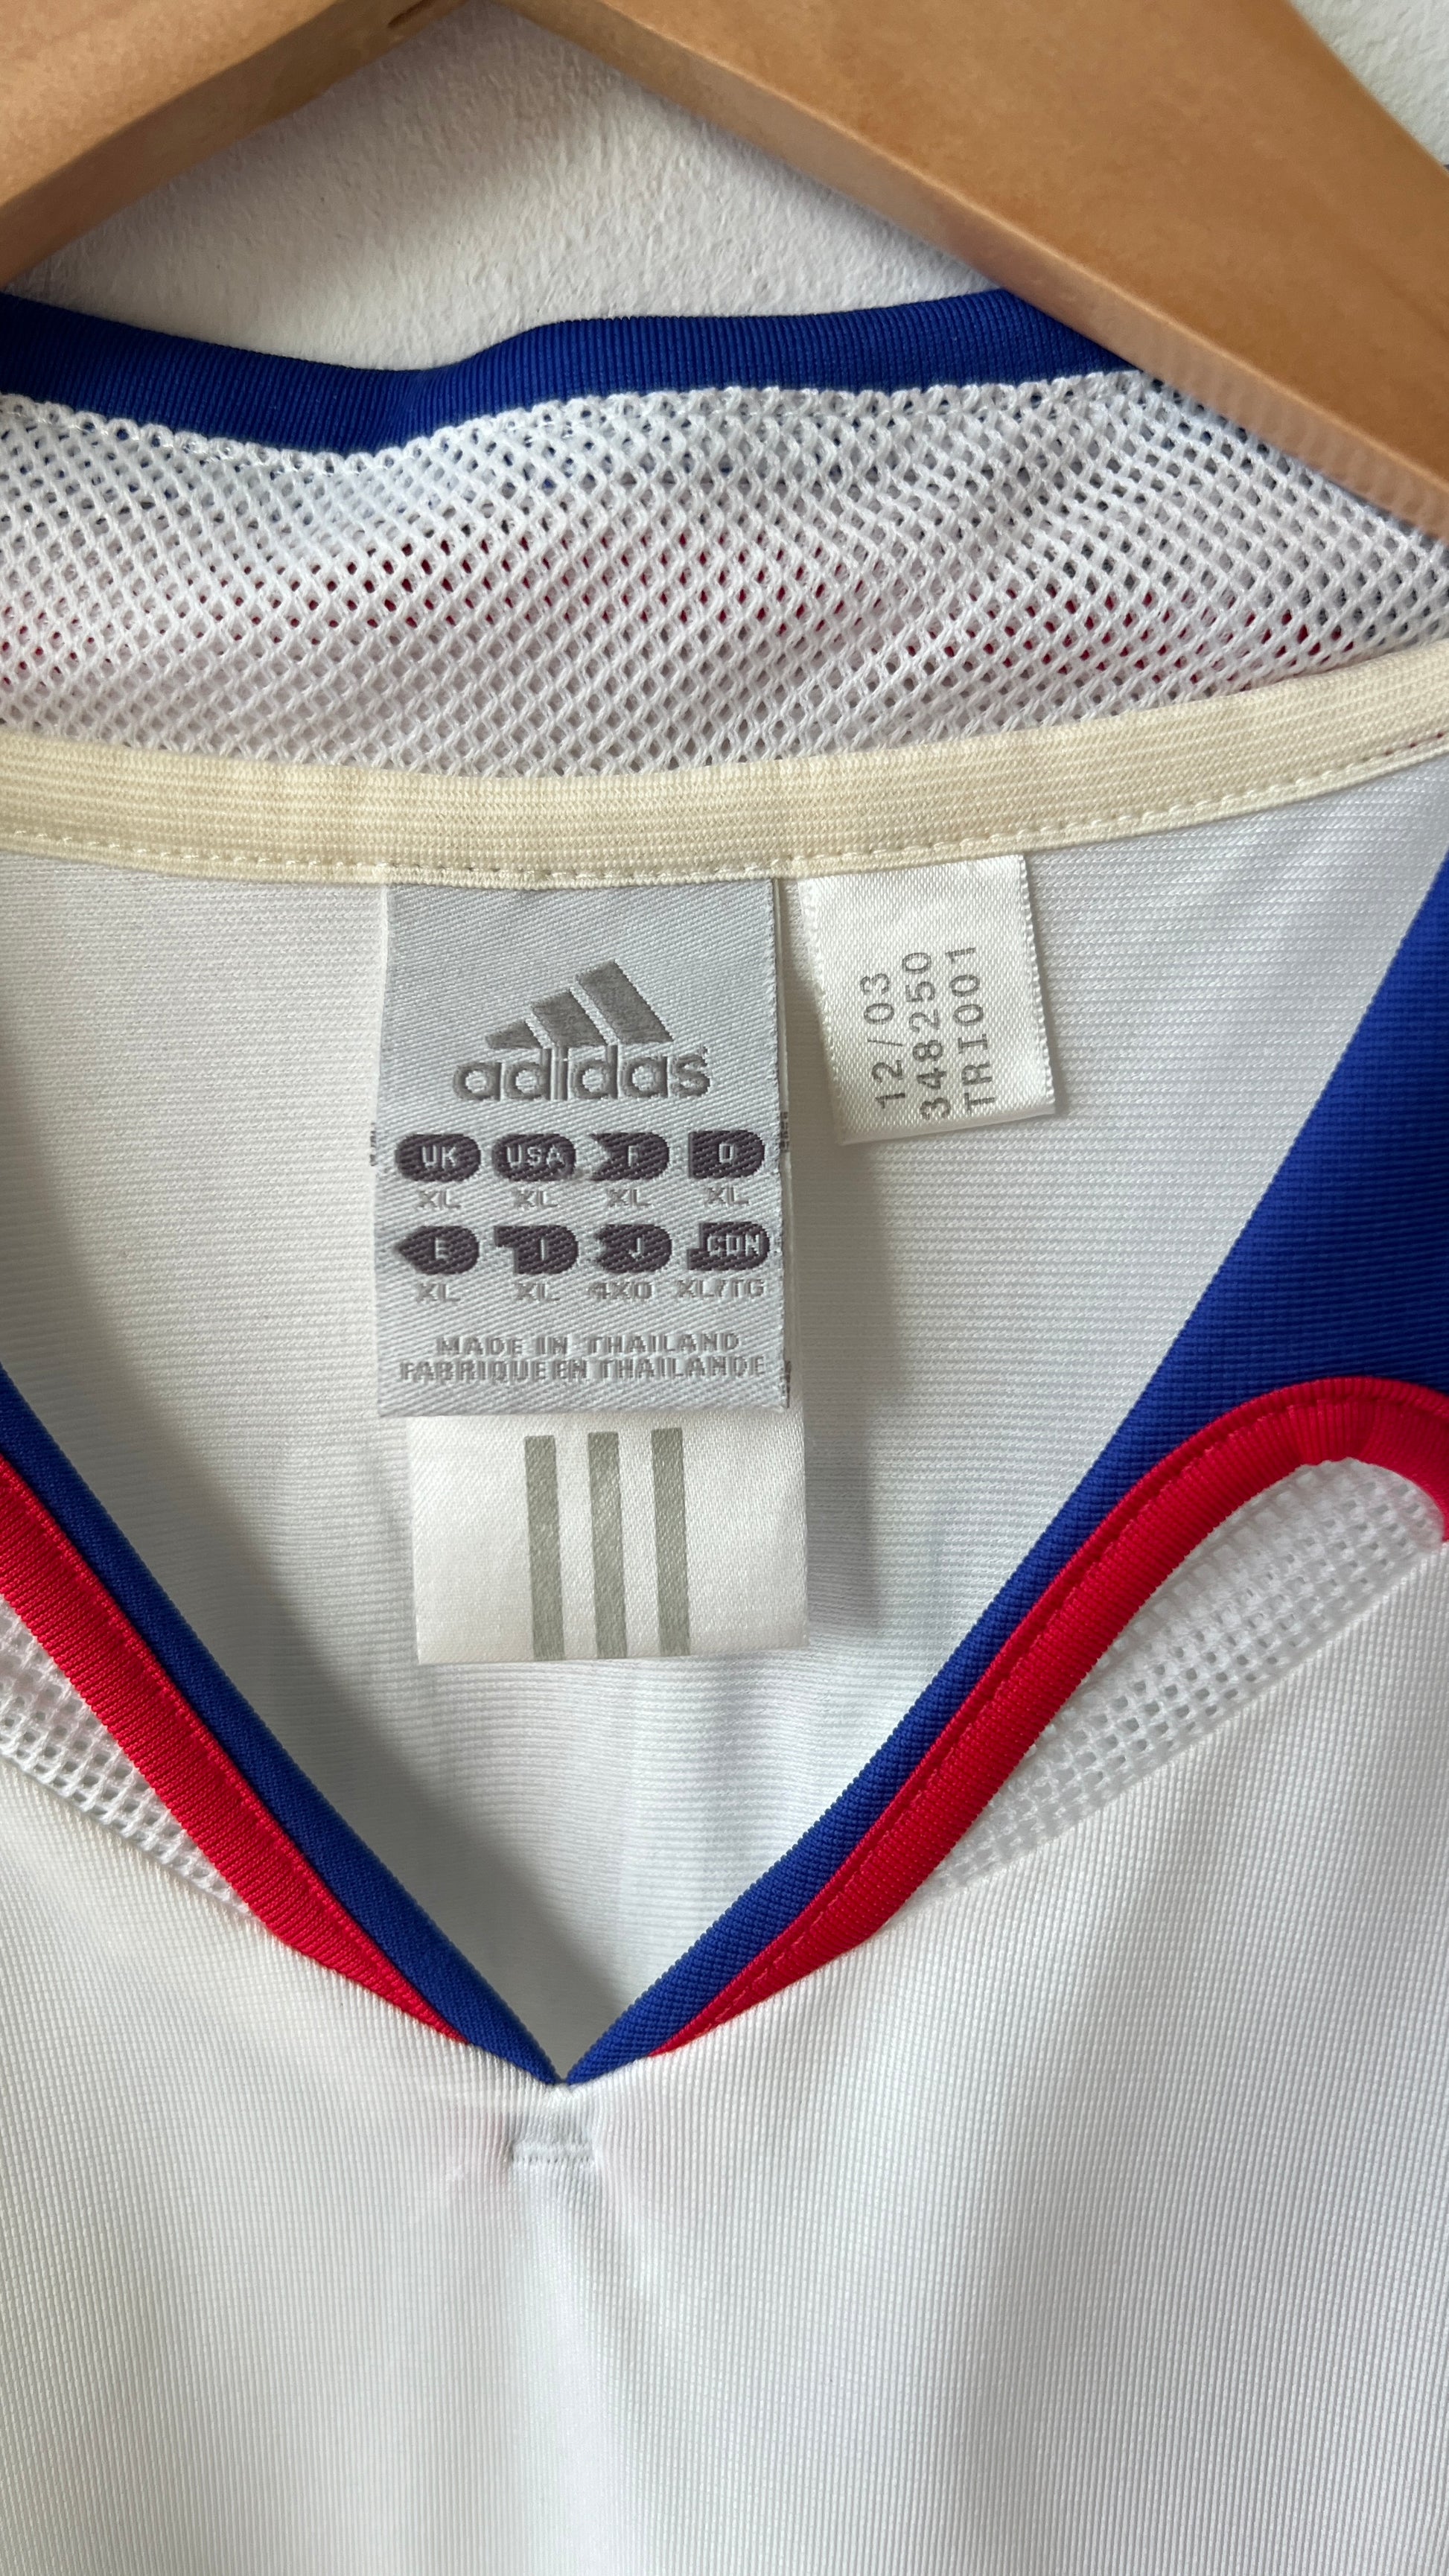 adidas
UK USA F D
XL XL XL XL
E I J CDN
XL XL 4XO XL/TG
MADE IN THAILAND
FABRIQUE EN THAILANDE
12/03
348250
TRI001